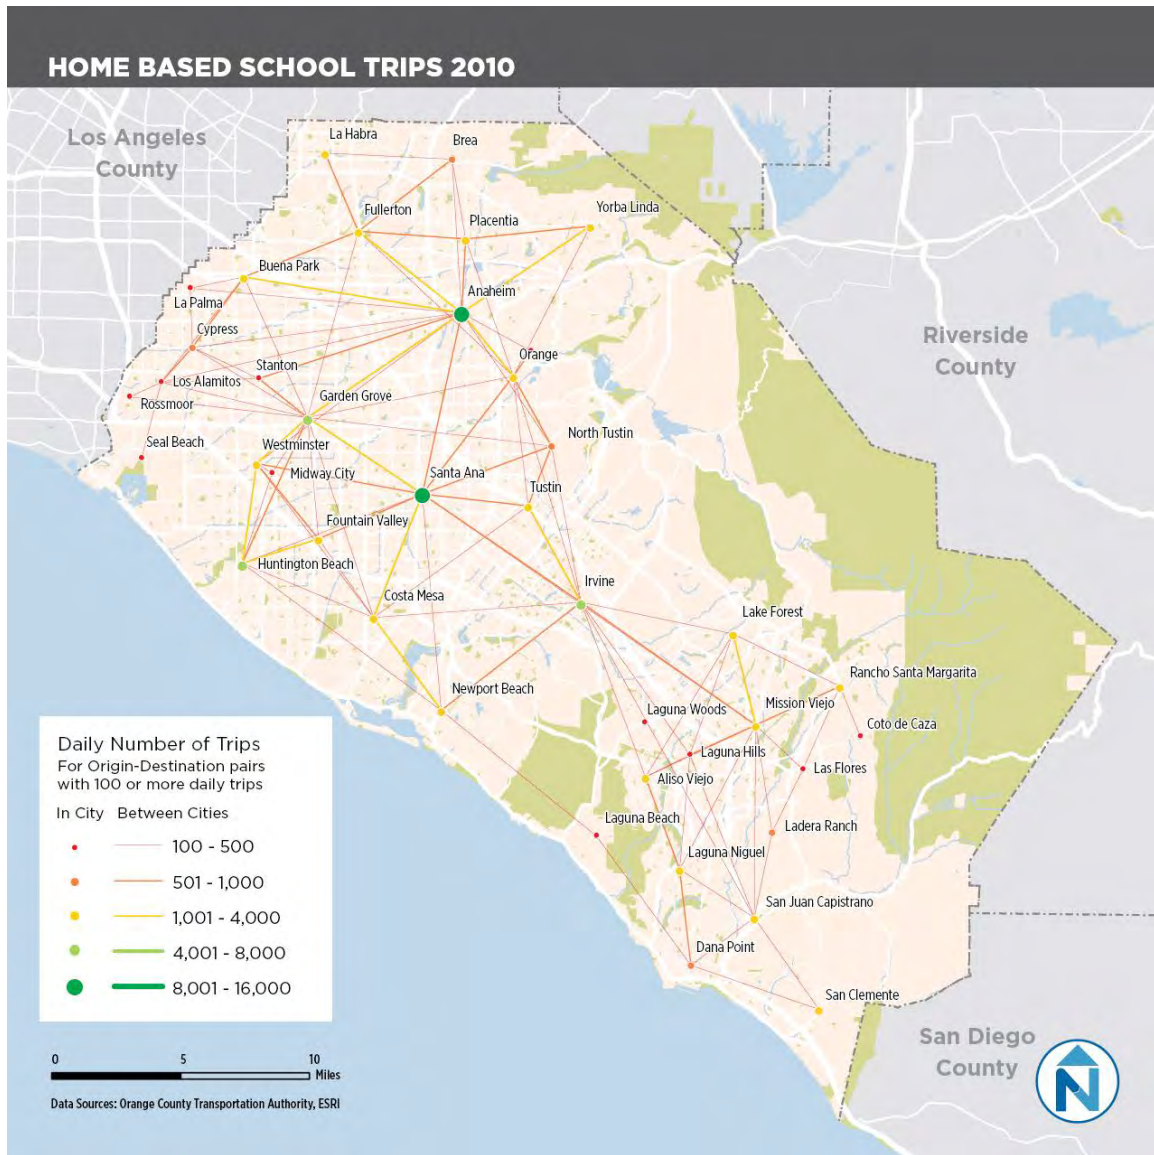 HOME BASED SCHOOL TRIPS 2010
Los Angeles
County
La Habra
Brea
Fullerton
Placentia
Yorba Linda
Buena Park
La Palma
Anaheim
Cypress
Riverside
County
Stanton
Orange
Los Alamitos
Garden Grove
Rossmoor
Seal Beach
Westminster
North Tustin
Midway City
Santa Ana
Tustin
Fountain Valley
Huntington Beach
Irvine
Costa Mesa
Lake Forest
Rancho Santa Margarita
Newport Beach
Mission Viejo
Laguna Woods
Coto de Caza
Laguna Hills
Las Flores
Aliso Viejo
Laguna Beach
Ladera Ranch
Laguna Niguel
San Juan Capistrano
Dana Point
San Clemente
San Diego
County
Daily Number of Trips
For Origin-Destination pairs
with 100 or more daily trips
In City Between Cities
100 - 500
501 - 1,000
1,001 - 4,000
4,001 - 8,000
8,001 - 16,000
0 5 10
Miles
Data Sources: Orange County Transportation Authority, ESRI
N